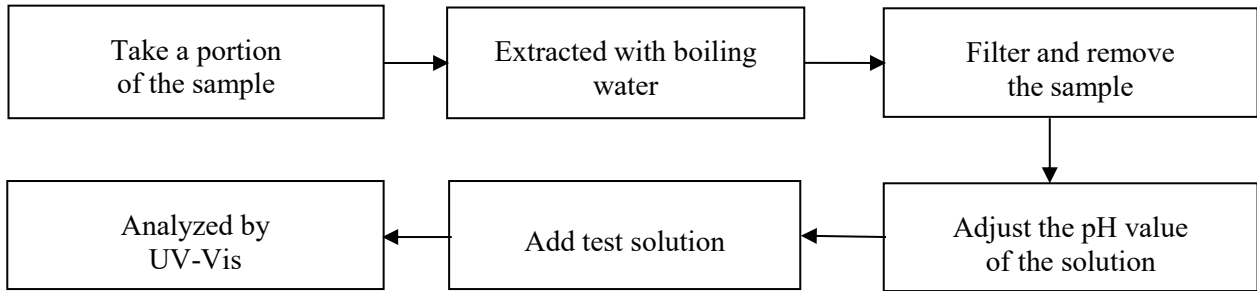 Take a portion
of the sample
Extracted with boiling
water
Filter and remove
the sample
Adjust the pH value
of the solution
Add test solution
Analyzed by
UV-Vis